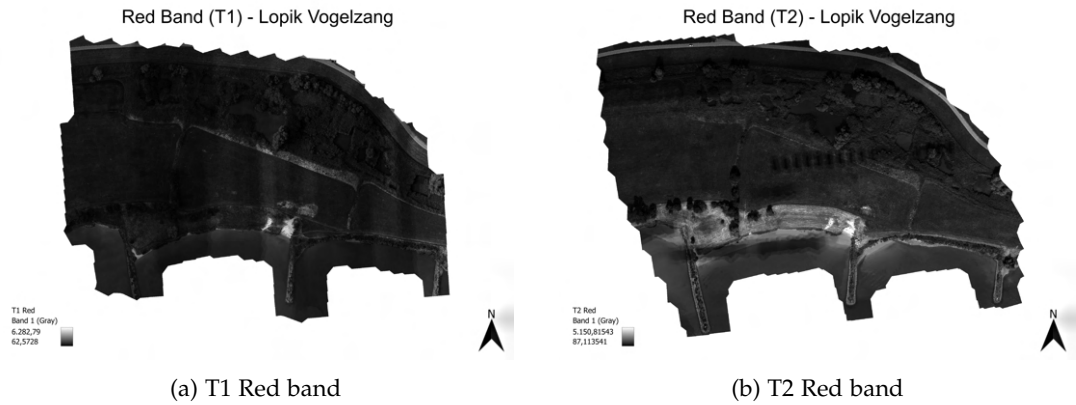 Red Band (T1) - Lopik Vogelzang
T1 Red
Band 1 (Gray)
6.282,79
62,5728
N
(a) T1 Red band
Red Band (T2) - Lopik Vogelzang
T2 Red
Band 1 (Gray)
5.150,81543
87,113541
N
(b) T2 Red band